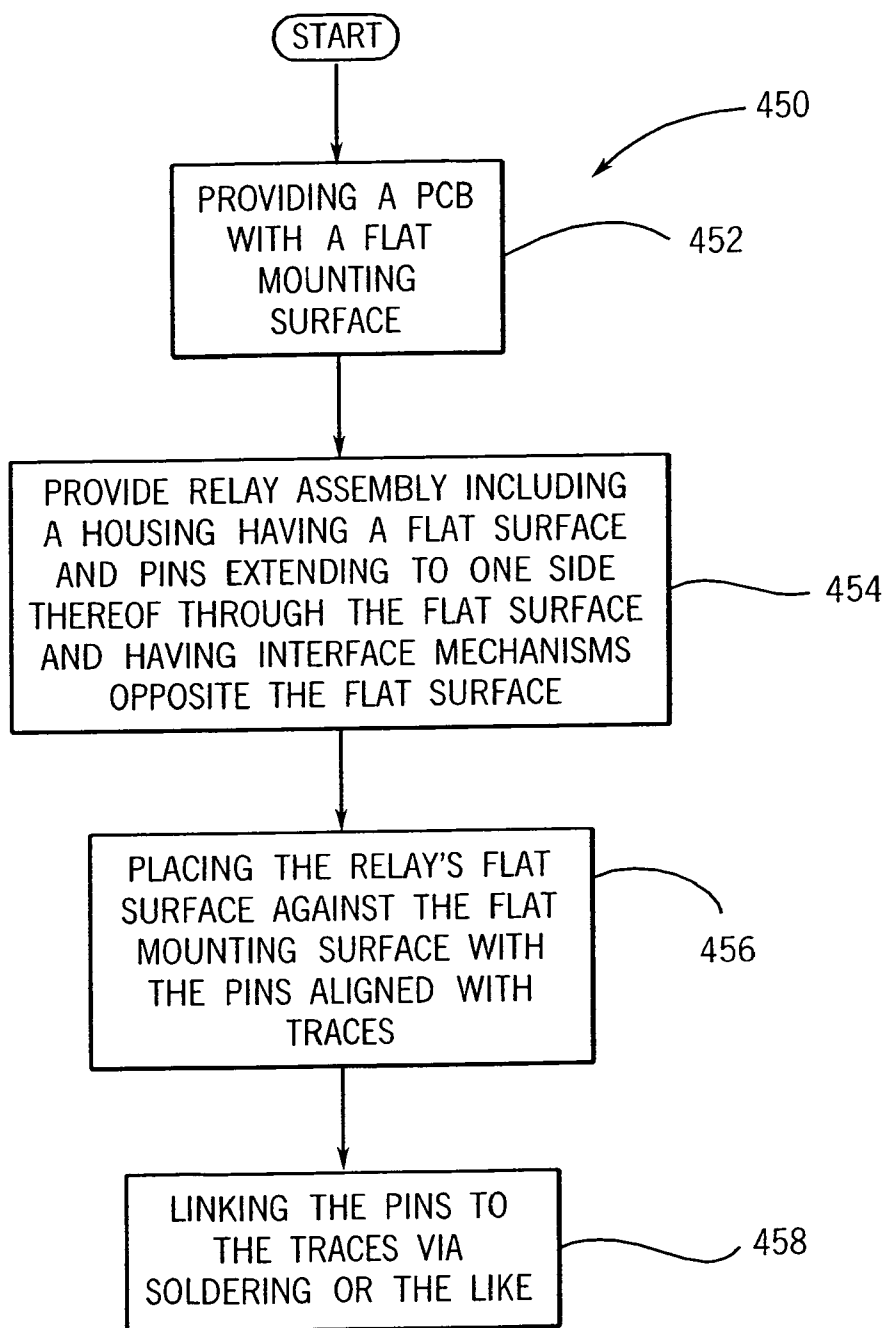 START
450
PROVIDING A PCB
WITH A FLAT
MOUNTING
SURFACE
452
PROVIDE RELAY ASSEMBLY INCLUDING
A HOUSING HAVING A FLAT SURFACE
AND PINS EXTENDING TO ONE SIDE
THEREOF THROUGH THE FLAT SURFACE
AND HAVING INTERFACE MECHANISMS
OPPOSITE THE FLAT SURFACE
454
PLACING THE RELAY'S FLAT
SURFACE AGAINST THE FLAT
MOUNTING SURFACE WITH
THE PINS ALIGNED WITH
TRACES
456
LINKING THE PINS TO
THE TRACES VIA
SOLDERING OR THE LIKE
458